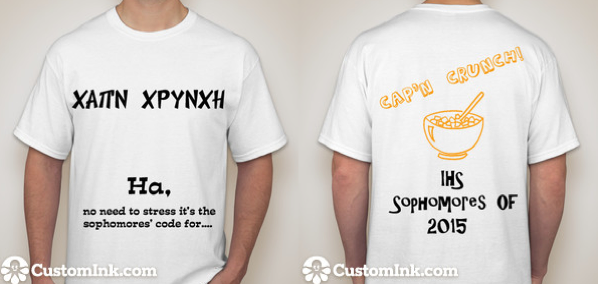 ΧΑΠΝ ΧΡΥΝΧΗ
Ha,
no need to stress it's the
sophomores' code for....
CustomInk.com
CAP'N CRUNCH!
IHS
SOPHOMORES OF
2015
CustomInk.com